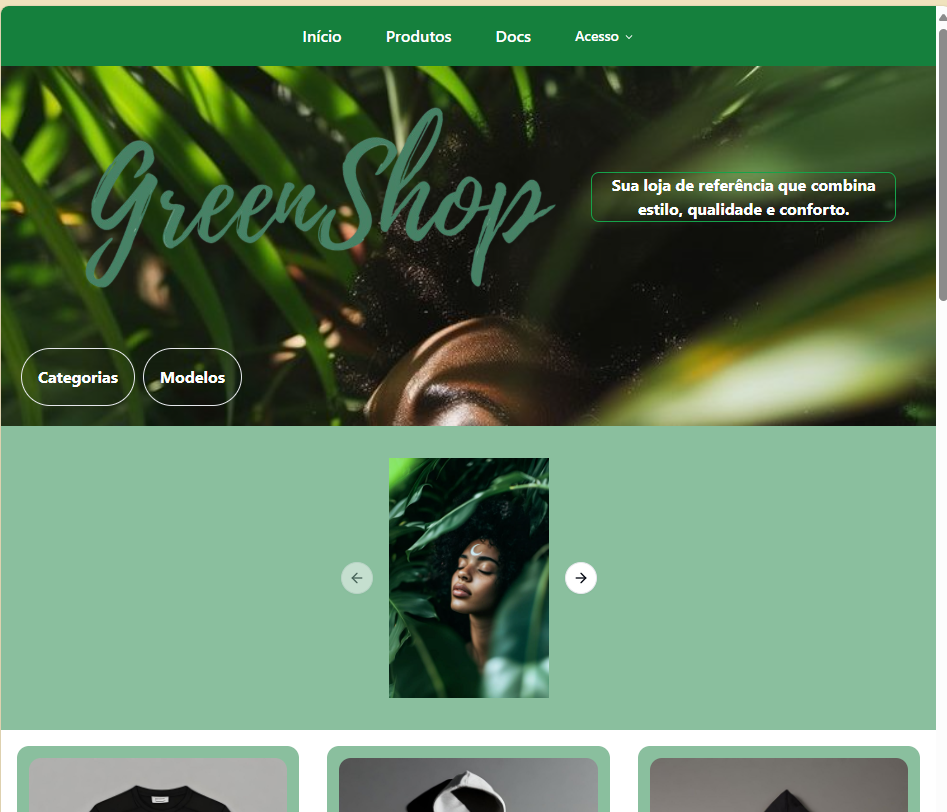 Início
Produtos
Docs
Acesso
GreenShop
Sua loja de referência que combina
estilo, qualidade e conforto.
Categorias
Modelos